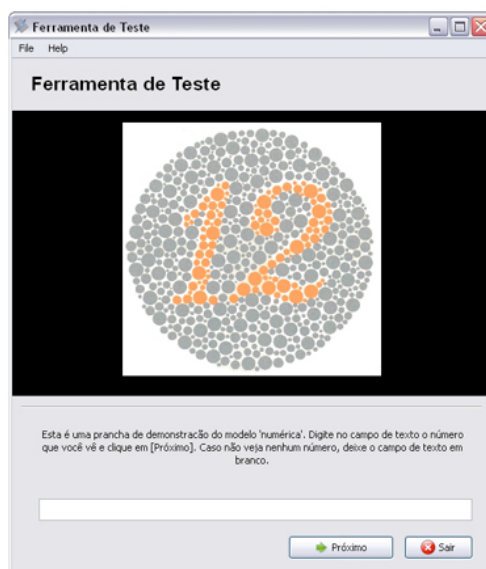 Ferramenta de Teste
File Help
Ferramenta de Teste
12
Esta é uma prancha de demonstracão do modelo 'numérica'. Digite no campo de texto o número
que você vê e clique em [Próximo]. Caso não veja nenhum número, deixe o campo de texto em
branco.
Próximo Sair